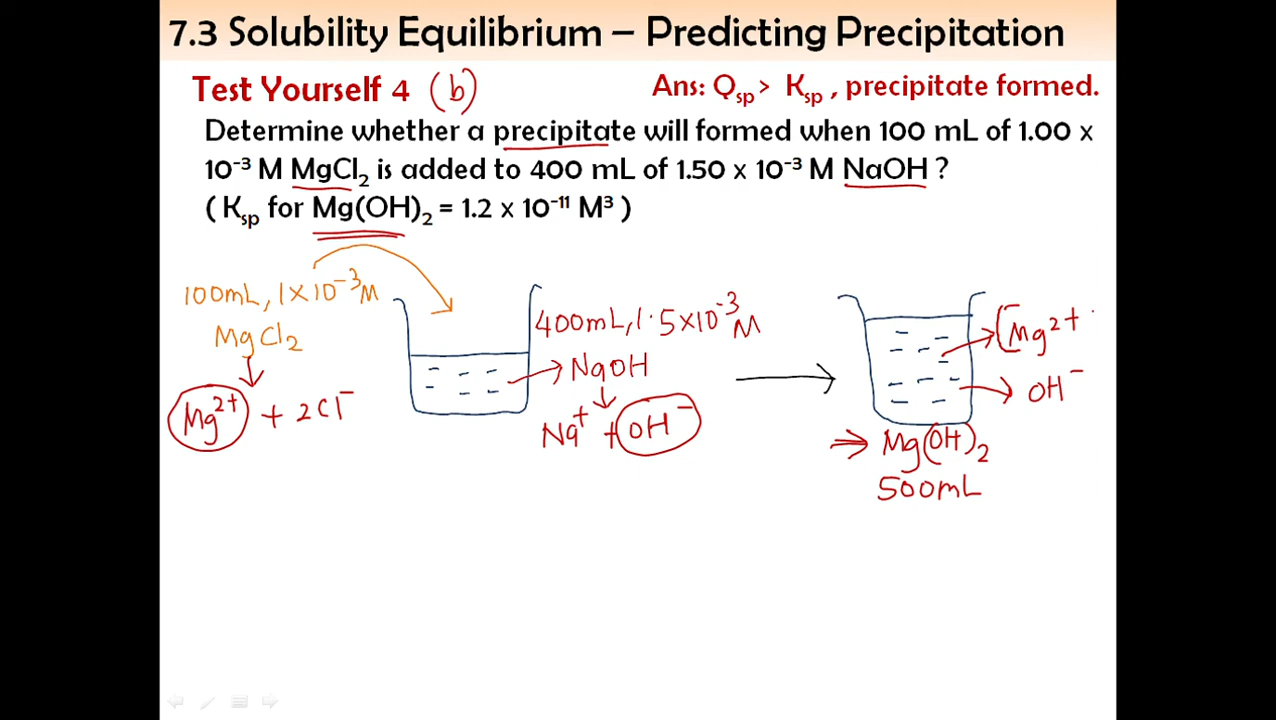 7.3 Solubility Equilibrium – Predicting Precipitation
Test Yourself 4 (b)
Ans: Qsp > Ksp , precipitate formed.
Determine whether a precipitate will formed when 100 mL of 1.00 x
10⁻³ M MgCl₂ is added to 400 mL of 1.50 x 10⁻³ M NaOH ?
( Ksp for Mg(OH)₂ = 1.2 x 10⁻¹¹ M³ )
100mL, 1×10⁻³M
MgCl₂
Mg²⁺ + 2Cl⁻
400mL, 1.5×10⁻³M
NaOH
Na⁺ + OH⁻
[Mg²⁺
OH⁻
⇒ Mg(OH)₂
500mL